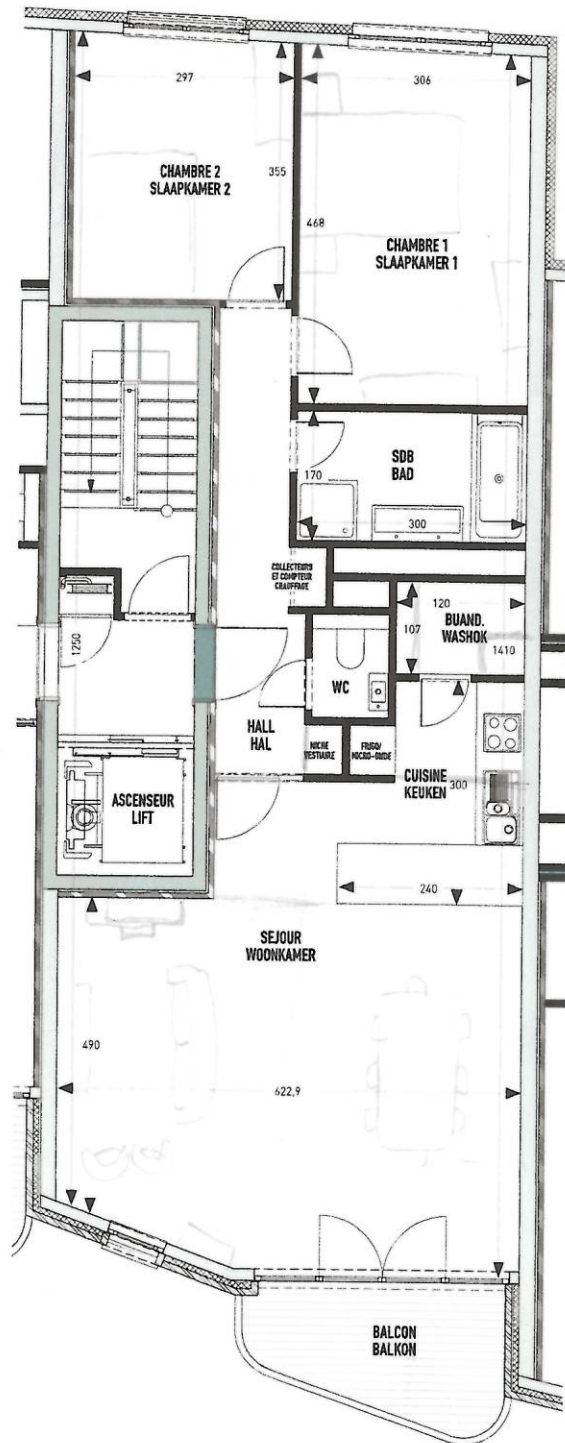 297
306
CHAMBRE 2
SLAAPKAMER 2
355
468
CHAMBRE 1
SLAAPKAMER 1
SDB
BAD
170
300
COLLECTEURS
ET COMPTEUR
CHAUFFAGE
120
107
BUAND.
WASHOK
1410
1250
WC
HALL
HAL
NICHE
VESTIAIRE
FRIGO/
MICRO-ONDE
CUISINE
KEUKEN
300
ASCENSEUR
LIFT
240
SEJOUR
WOONKAMER
490
622,9
BALCON
BALKON